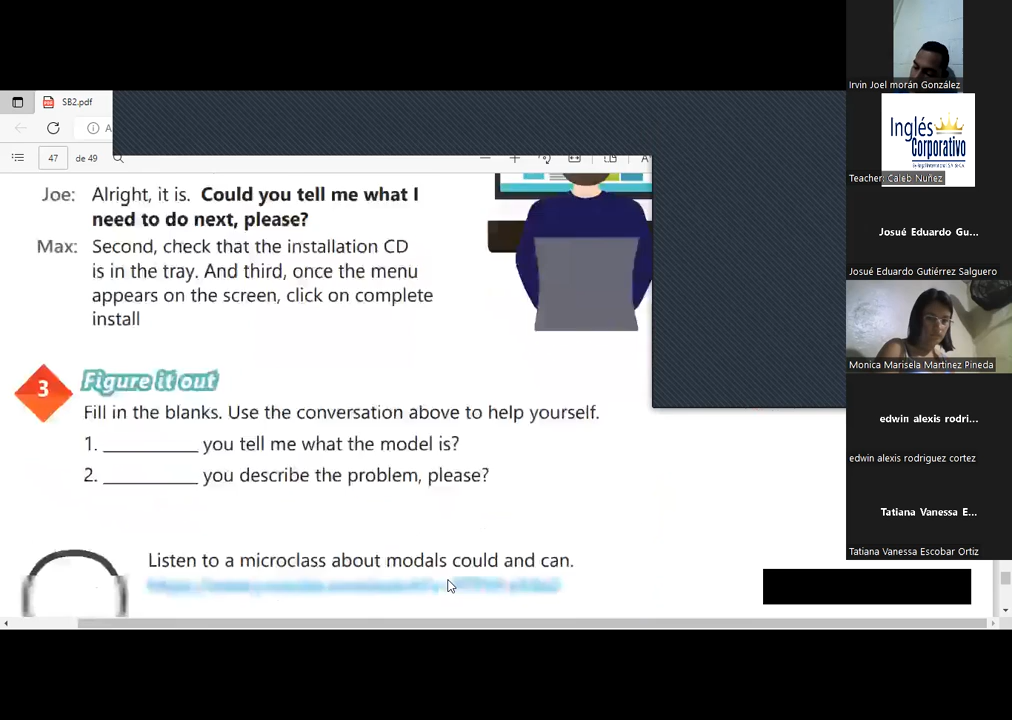 Irvin Joel morán González
SB2.pdf
47 de 49
Joe: Alright, it is. Could you tell me what I
need to do next, please?
Max: Second, check that the installation CD
is in the tray. And third, once the menu
appears on the screen, click on complete
install
3 Figure it out
Fill in the blanks. Use the conversation above to help yourself.
1. __________ you tell me what the model is?
2. __________ you describe the problem, please?
Listen to a microclass about modals could and can.
Inglés
Corporativo
Teacher: Caleb Nuñez
Josué Eduardo Gu...
Josué Eduardo Gutiérrez Salguero
Monica Marisela Martinez Pineda
edwin alexis rodri...
edwin alexis rodriguez cortez
Tatiana Vanessa E...
Tatiana Vanessa Escobar Ortiz